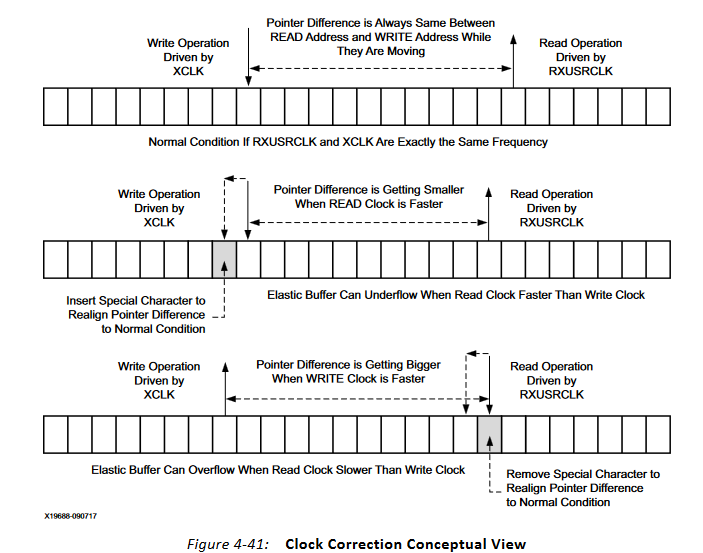 Pointer Difference is Always Same Between
READ Address and WRITE Address While
They Are Moving
Write Operation
Driven by
XCLK
Read Operation
Driven by
RXUSRCLK
Normal Condition If RXUSRCLK and XCLK Are Exactly the Same Frequency
Write Operation
Driven by
XCLK
Pointer Difference is Getting Smaller
When READ Clock is Faster
Read Operation
Driven by
RXUSRCLK
Insert Special Character to
Realign Pointer Difference
to Normal Condition
Elastic Buffer Can Underflow When Read Clock Faster Than Write Clock
Write Operation
Driven by
XCLK
Pointer Difference is Getting Bigger
When WRITE Clock is Faster
Read Operation
Driven by
RXUSRCLK
Elastic Buffer Can Overflow When Read Clock Slower Than Write Clock
Remove Special Character to
Realign Pointer Difference
to Normal Condition
X19688-090717
Figure 4-41: Clock Correction Conceptual View